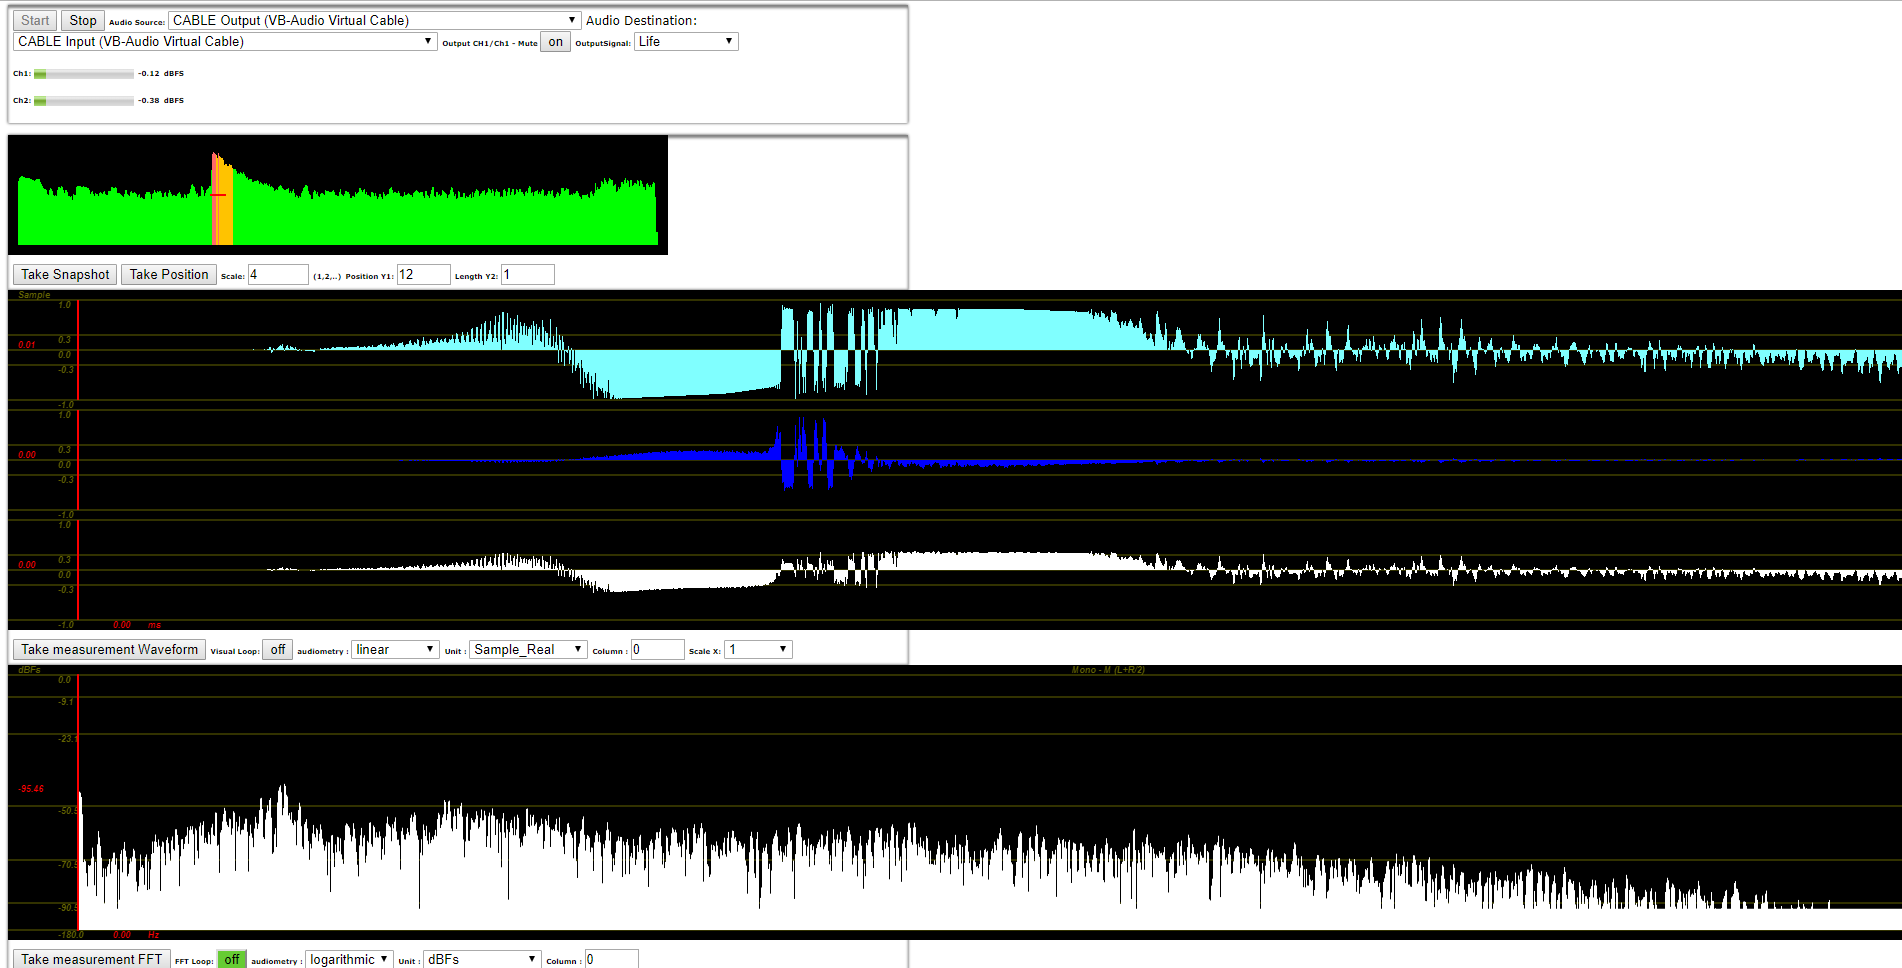 Start Stop Audio Source: CABLE Output (VB-Audio Virtual Cable) Audio Destination:
CABLE Input (VB-Audio Virtual Cable) Output CH1/Ch1 - Mute on OutputSignal: Life
Ch1: -0.12 dBFS
Ch2: -0.38 dBFS
Take Snapshot Take Position Scale: 4 (1,2,..) Position Y1: 12 Length Y2: 1
Sample
1.0
0.3
0.01
0.0
-0.3
-1.0
1.0
0.3
0.00
0.0
-0.3
-1.0
1.0
0.3
0.00
0.0
-0.3
-1.0 0.00 ms
Take measurement Waveform Visual Loop: off audiometry : linear Unit : Sample_Real Column : 0 Scale X: 1
dBFs Mono - M (L+R/2)
0.0
-9.1
-23.1
-95.46
-50.5
-70.5
-90.5
-180.0 0.00 Hz
Take measurement FFT FFT Loop: off audiometry : logarithmic Unit : dBFs Column : 0